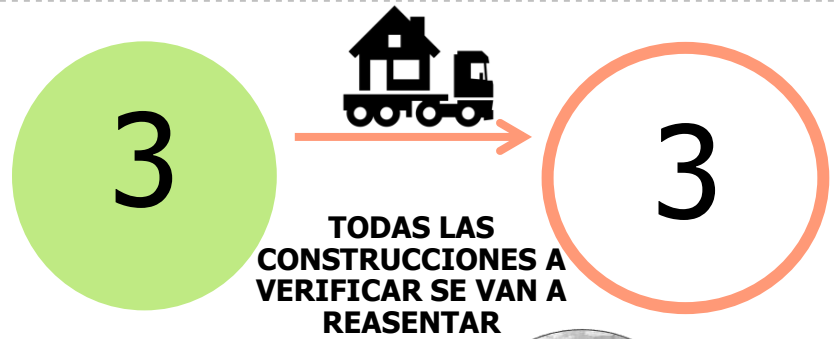 3
3
TODAS LAS
CONSTRUCCIONES A
VERIFICAR SE VAN A
REASENTAR